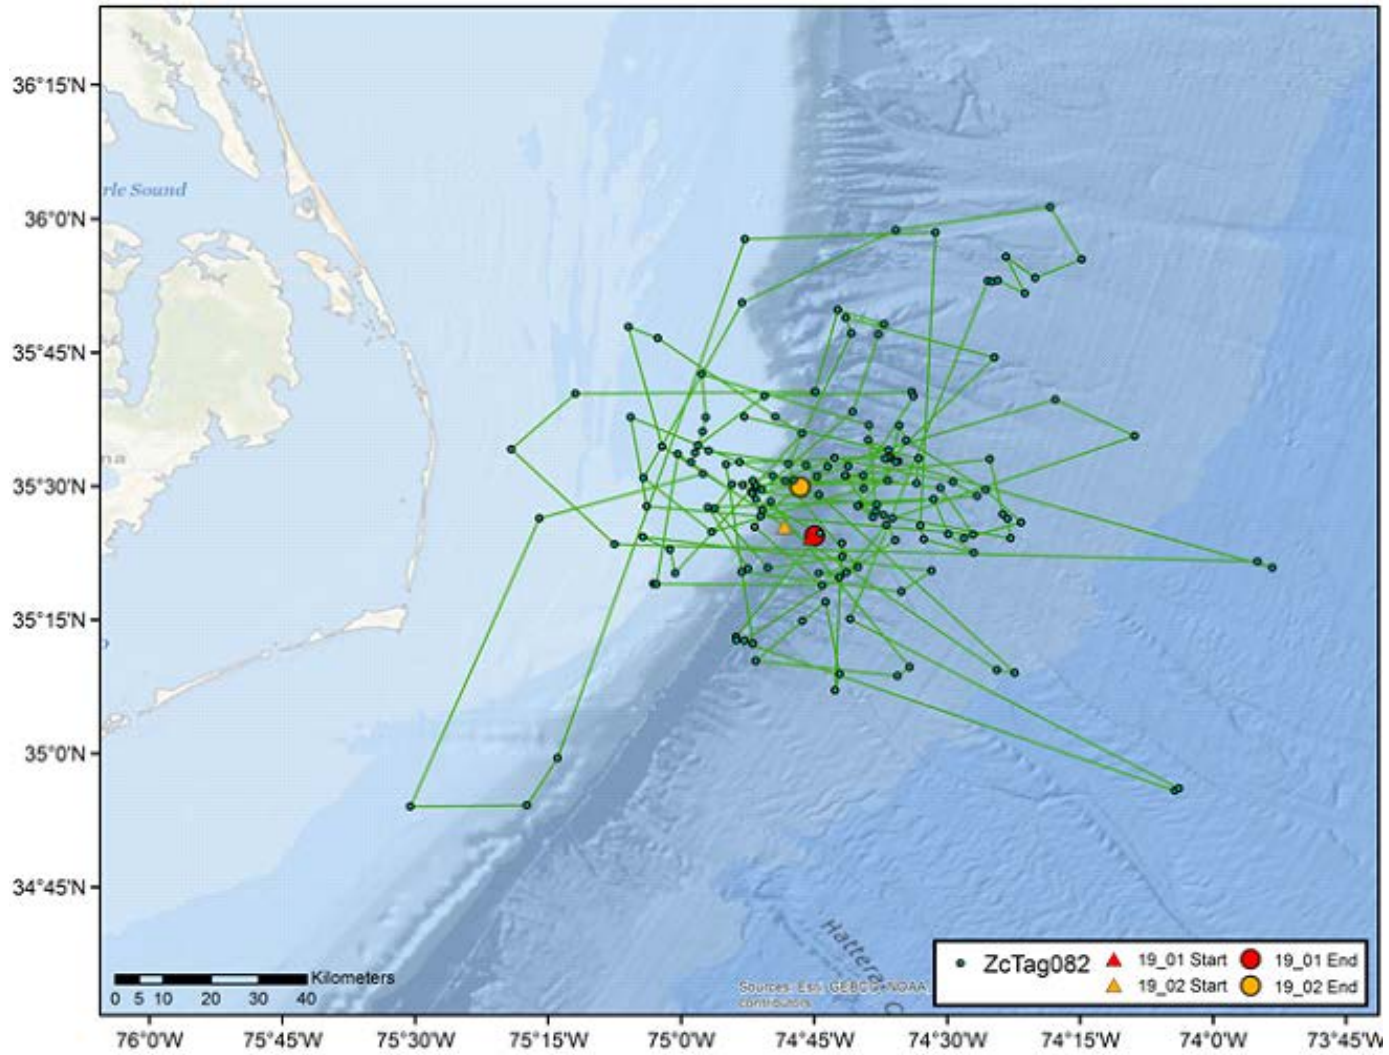 36°15'N
36°0'N
35°45'N
35°30'N
35°15'N
35°0'N
34°45'N
rle Sound
na
Hattera
Kilometers
0 5 10 20 30 40
Sources: Esri, GEBCO, NOAA,
contributors
ZcTag082
19_01 Start
19_01 End
19_02 Start
19_02 End
76°0'W 75°45'W 75°30'W 75°15'W 75°0'W 74°45'W 74°30'W 74°15'W 74°0'W 73°45'W